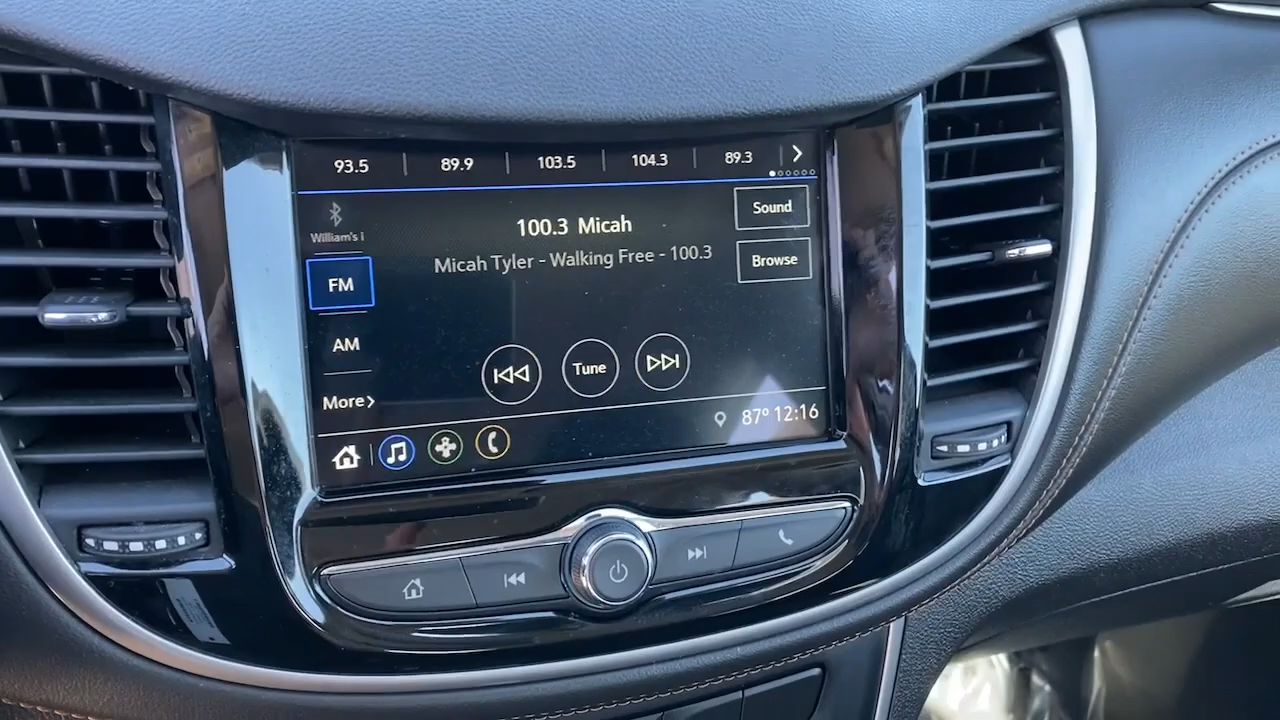 93.5 89.9 103.5 104.3 89.3
William's i
100.3 Micah
Sound
Micah Tyler - Walking Free - 100.3
Browse
FM
AM
Tune
More
87° 12:16